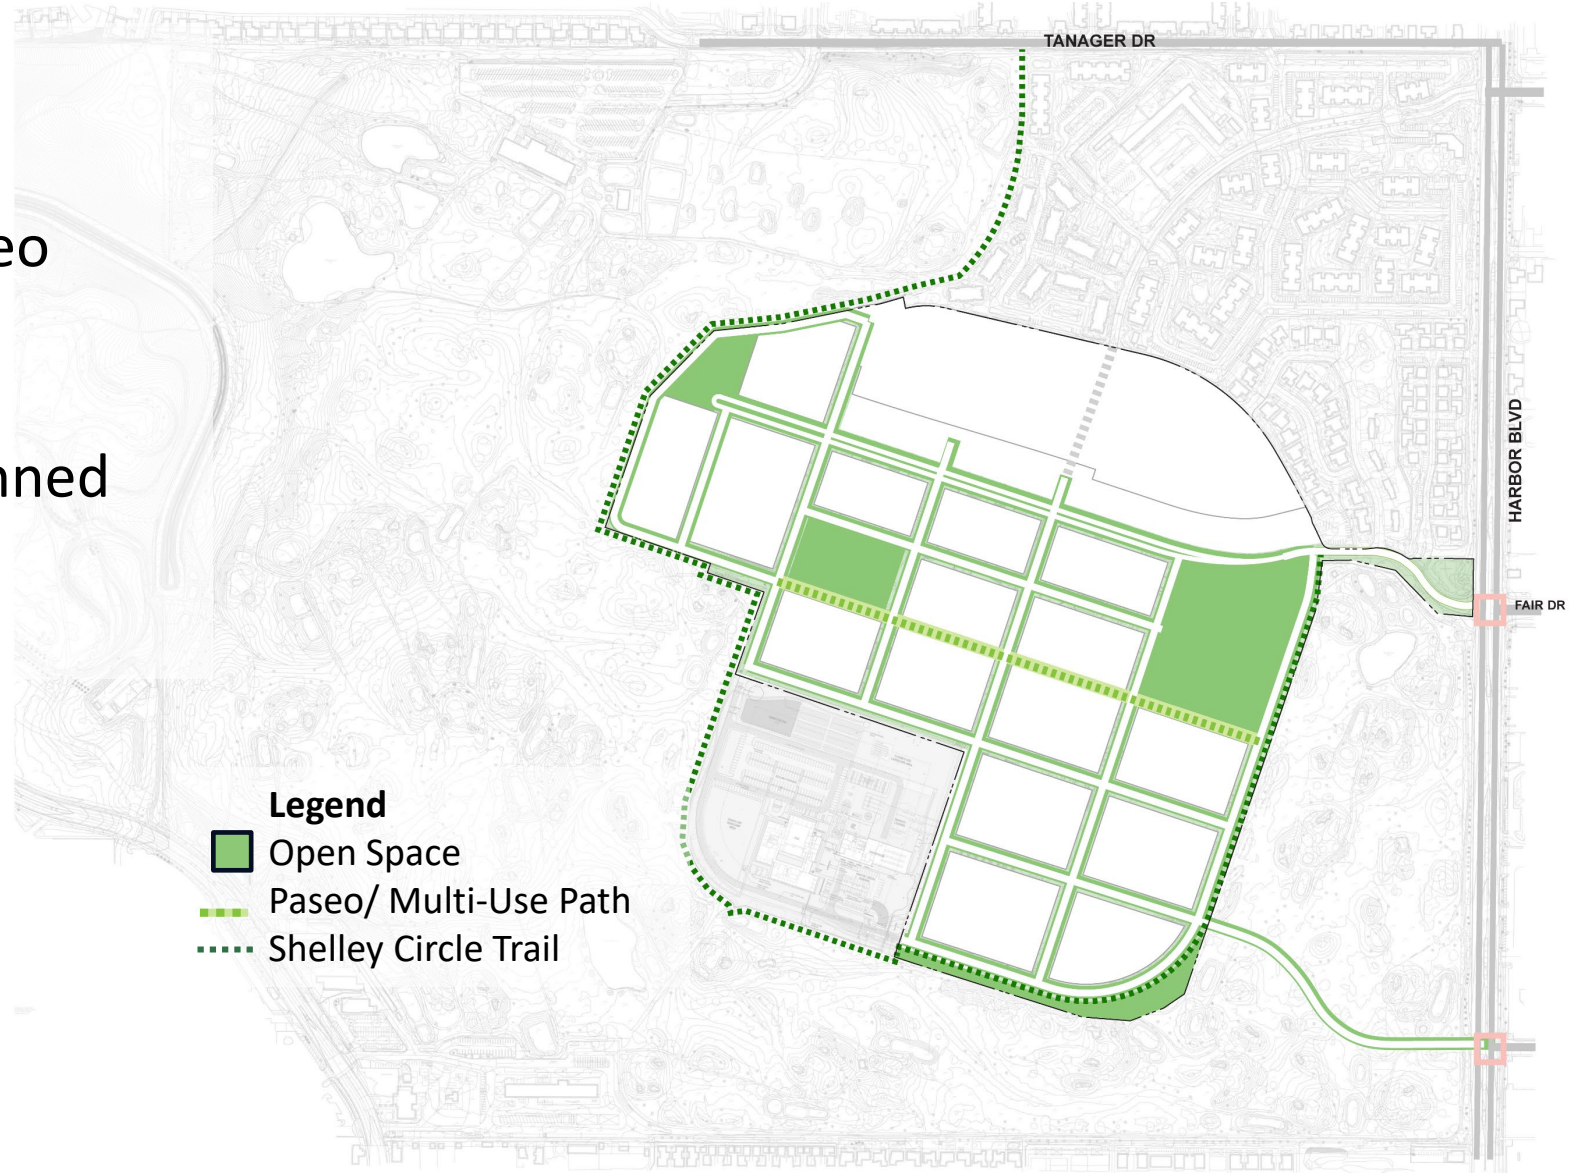 TANAGER DR
eo
HARBOR BLVD
nned
FAIR DR
Legend
Open Space
Paseo/ Multi-Use Path
Shelley Circle Trail